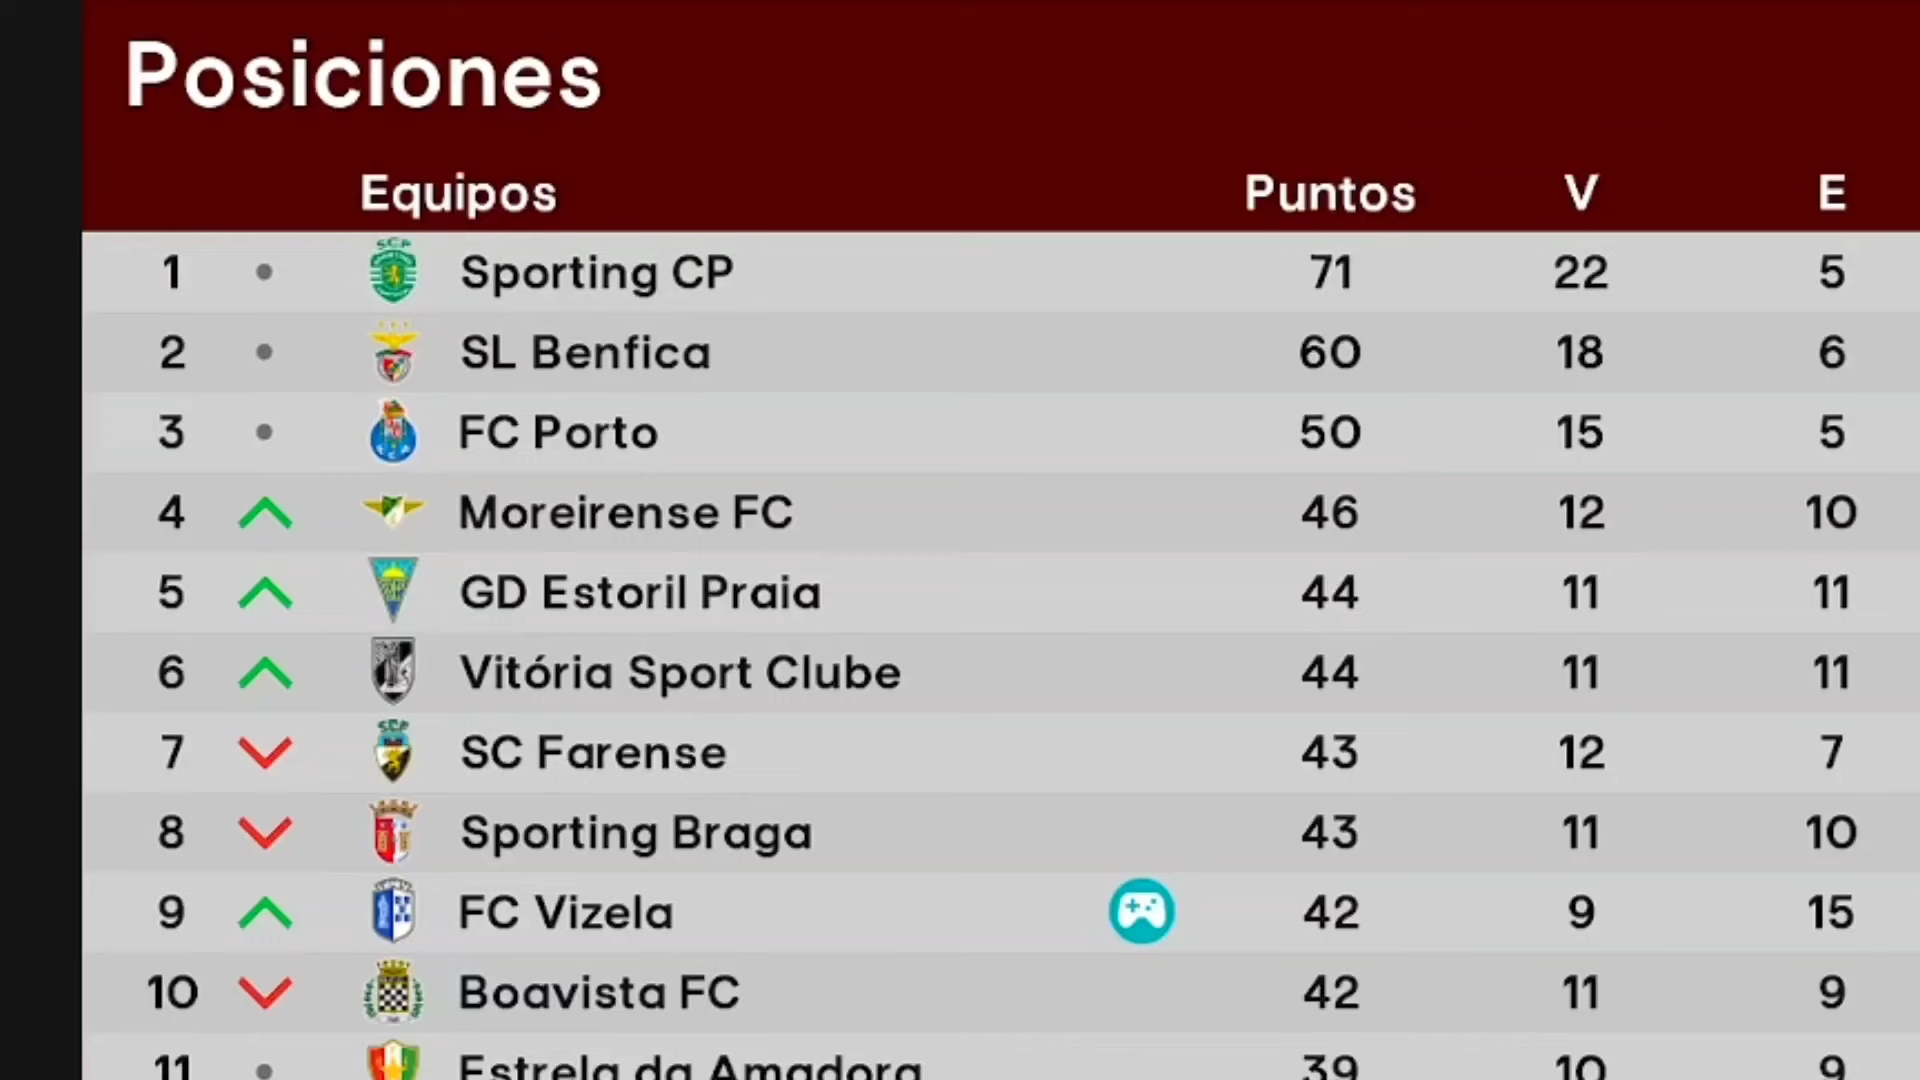 Posiciones
Equipos Puntos V E
1 Sporting CP 71 22 5
2 SL Benfica 60 18 6
3 FC Porto 50 15 5
4 Moreirense FC 46 12 10
5 GD Estoril Praia 44 11 11
6 Vitória Sport Clube 44 11 11
7 SC Farense 43 12 7
8 Sporting Braga 43 11 10
9 FC Vizela 42 9 15
10 Boavista FC 42 11 9
11 Estrela da Amadora 39 10 9